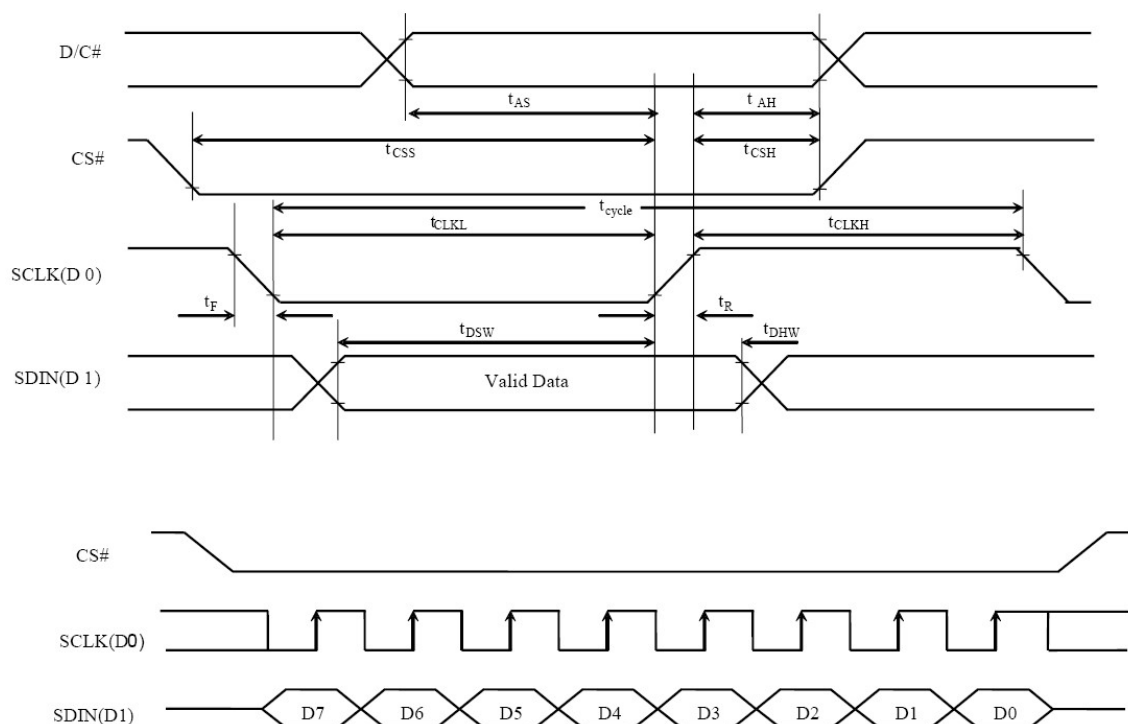 D/C#
tAS
tAH
CS#
tCSS
tCSH
tcycle
tCLKL
tCLKH
SCLK(D 0)
tF
tR
tDSW
tDHW
SDIN(D 1)
Valid Data
CS#
SCLK(D0)
SDIN(D1)
D7 D6 D5 D4 D3 D2 D1 D0